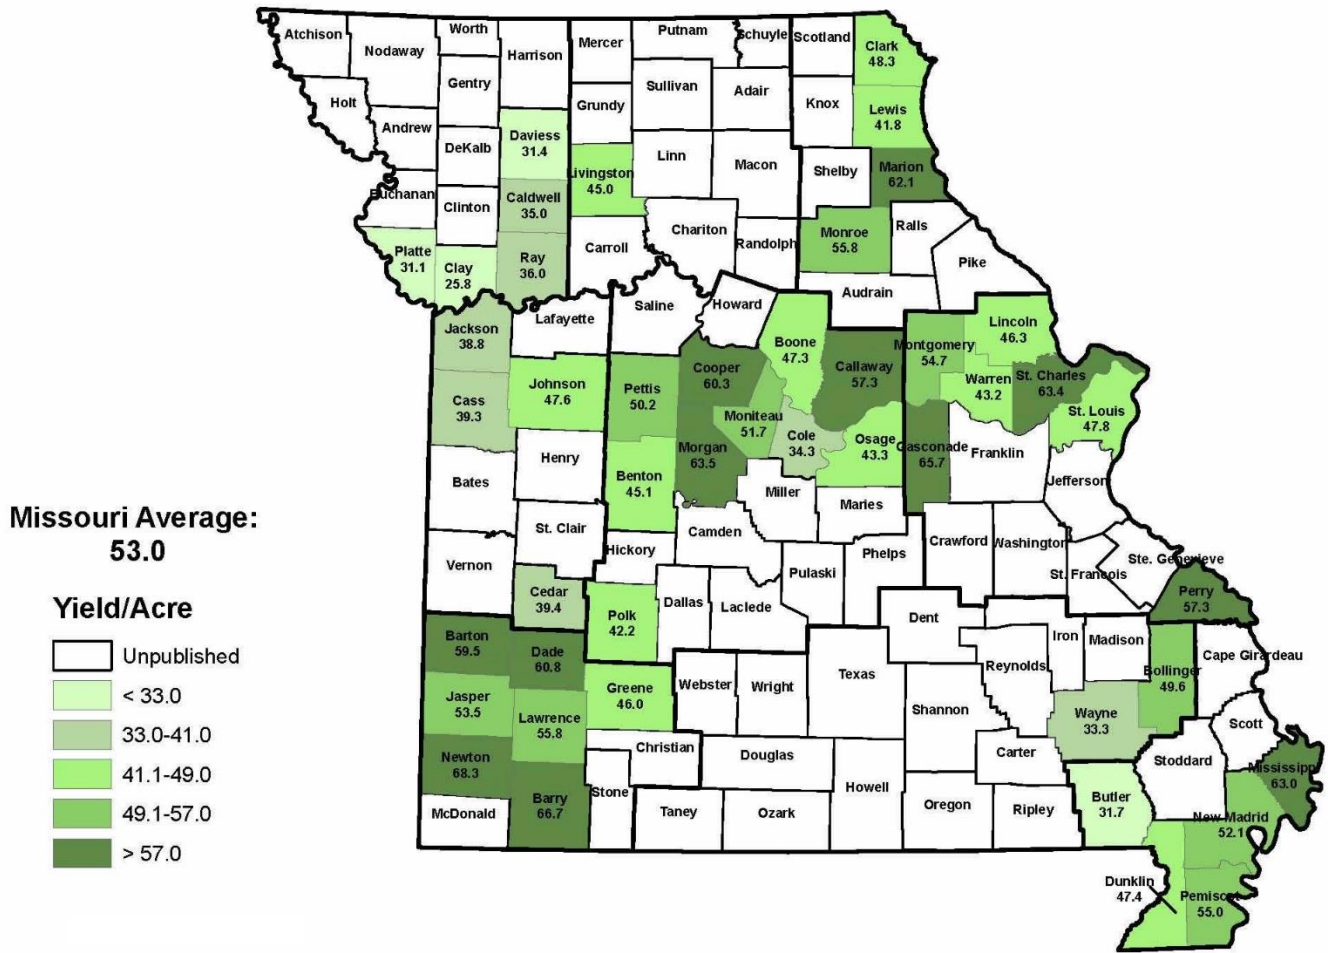 Atchison
Nodaway
Worth
Harrison
Mercer
Putnam
Schuyle
Scotland
Clark
48.3
Gentry
Sullivan
Adair
Knox
Lewis
41.8
Holt
Andrew
DeKalb
Daviess
31.4
Grundy
Linn
Macon
Shelby
Marion
62.1
Buchanan
Clinton
Caldwell
35.0
Livingston
45.0
Chariton
Randolph
Monroe
55.8
Ralls
Pike
Platte
31.1
Clay
25.8
Ray
36.0
Carroll
Audrain
Saline
Howard
Jackson
38.8
Lafayette
Boone
47.3
Callaway
57.3
Montgomery
54.7
Lincoln
46.3
Cass
39.3
Johnson
47.6
Pettis
50.2
Cooper
60.3
Moniteau
51.7
Warren
43.2
St. Charles
63.4
St. Louis
47.8
Cole
34.3
Osage
43.3
Gasconade
65.7
Franklin
Morgan
63.5
Henry
Bates
Benton
45.1
Miller
Maries
Jefferson
St. Clair
Camden
Crawford
Washington
Hickory
Vernon
Phelps
Pulaski
Ste. Genevieve
St. Francois
Perry
57.3
Cedar
39.4
Polk
42.2
Dallas
Laclede
Dent
Iron
Madison
Barton
59.5
Dade
60.8
Reynolds
Bollinger
49.6
Cape Girardeau
Jasper
53.5
Lawrence
55.8
Greene
46.0
Webster
Wright
Texas
Shannon
Wayne
33.3
Scott
Newton
68.3
Christian
Douglas
Carter
Stoddard
Mississippi
63.0
McDonald
Barry
66.7
Stone
Taney
Ozark
Howell
Oregon
Ripley
Butler
31.7
New Madrid
52.1
Dunklin
47.4
Pemiscot
55.0
Missouri Average:
53.0
Yield/Acre
Unpublished
< 33.0
33.0-41.0
41.1-49.0
49.1-57.0
> 57.0